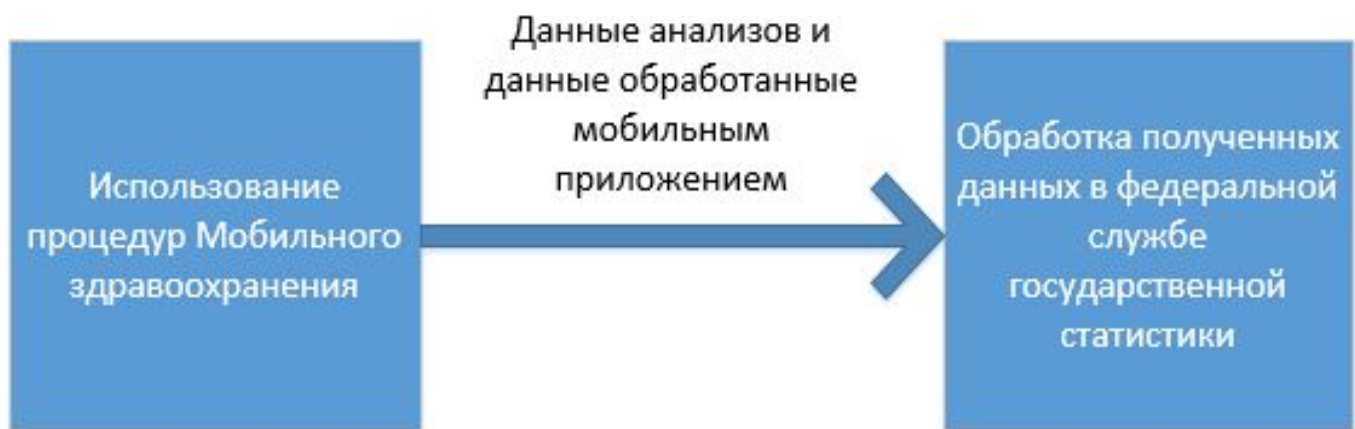 Использование
процедур Мобильного
здравоохранения
Данные анализов и
данные обработанные
мобильным
приложением
Обработка полученных
данных в федеральной
службе
государственной
статистики